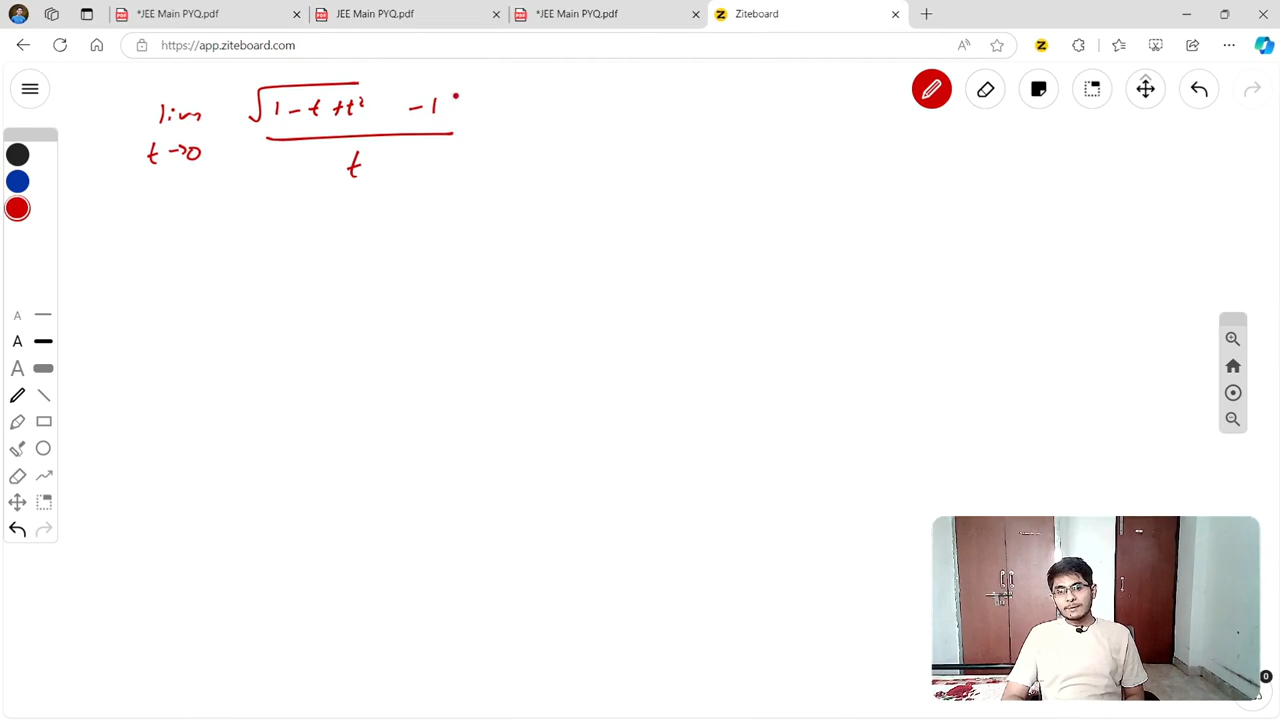 *JEE Main PYQ.pdf
JEE Main PYQ.pdf
*JEE Main PYQ.pdf
Ziteboard
https://app.ziteboard.com
lim t→0 √(1-t+t²) -1
t
A
A
A
0